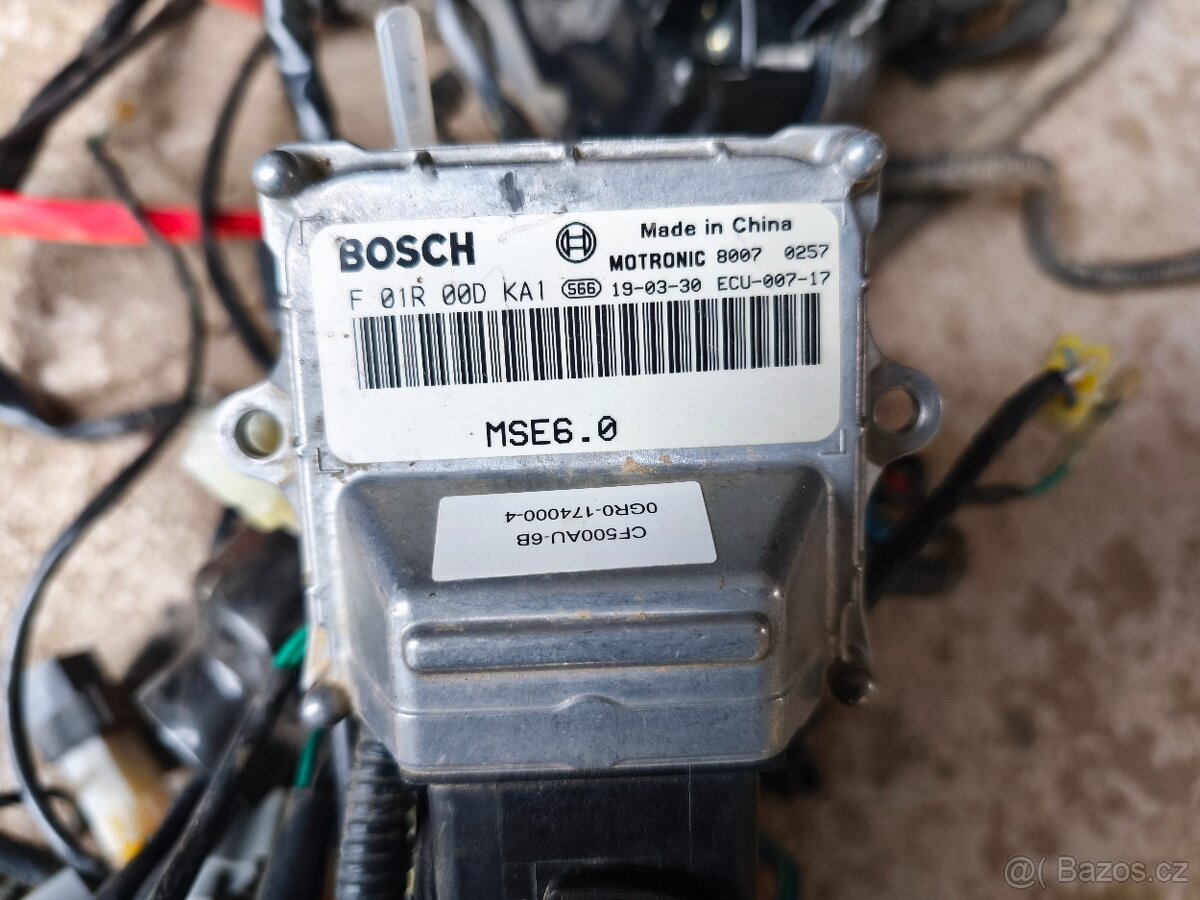 BOSCH Made in China
MOTRONIC 8007 0257
F 01R 00D KA1 566 19-03-30 ECU-007-17
MSE6.0
CF500AU-6B
0GR0-174000-4
@( Bazos.cz